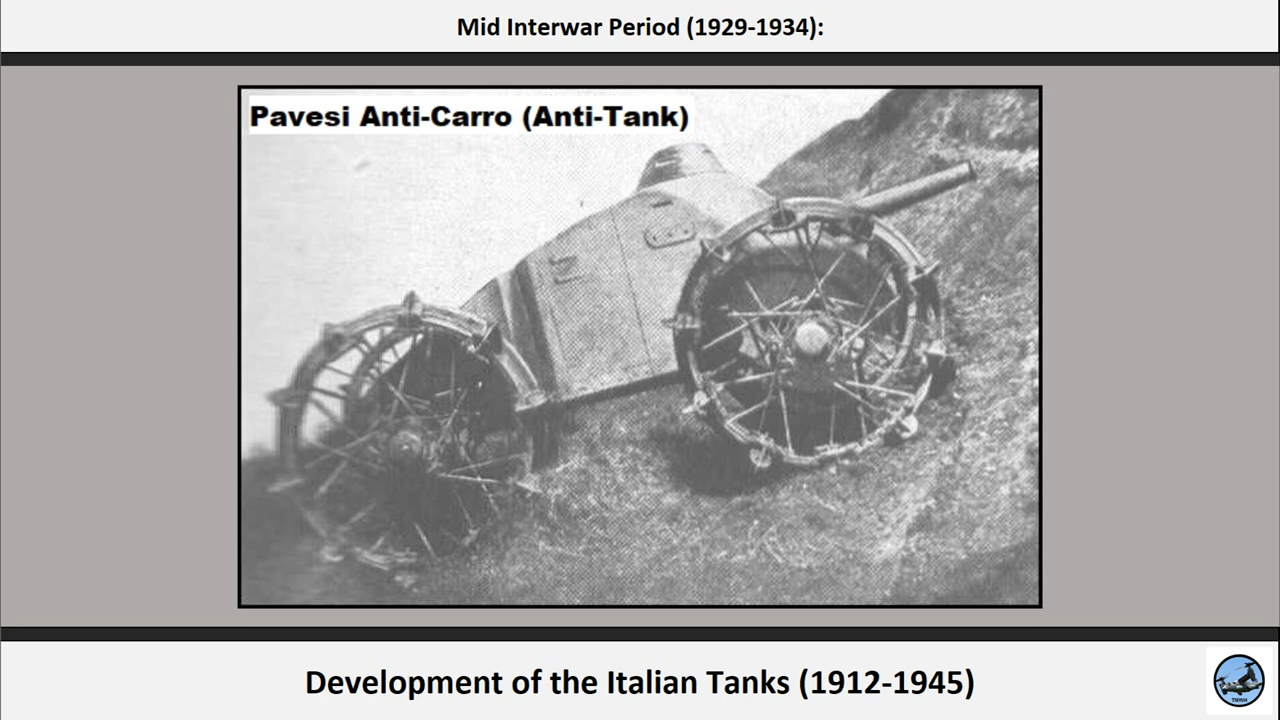 Mid Interwar Period (1929-1934):
Pavesi Anti-Carro (Anti-Tank)
Development of the Italian Tanks (1912-1945)